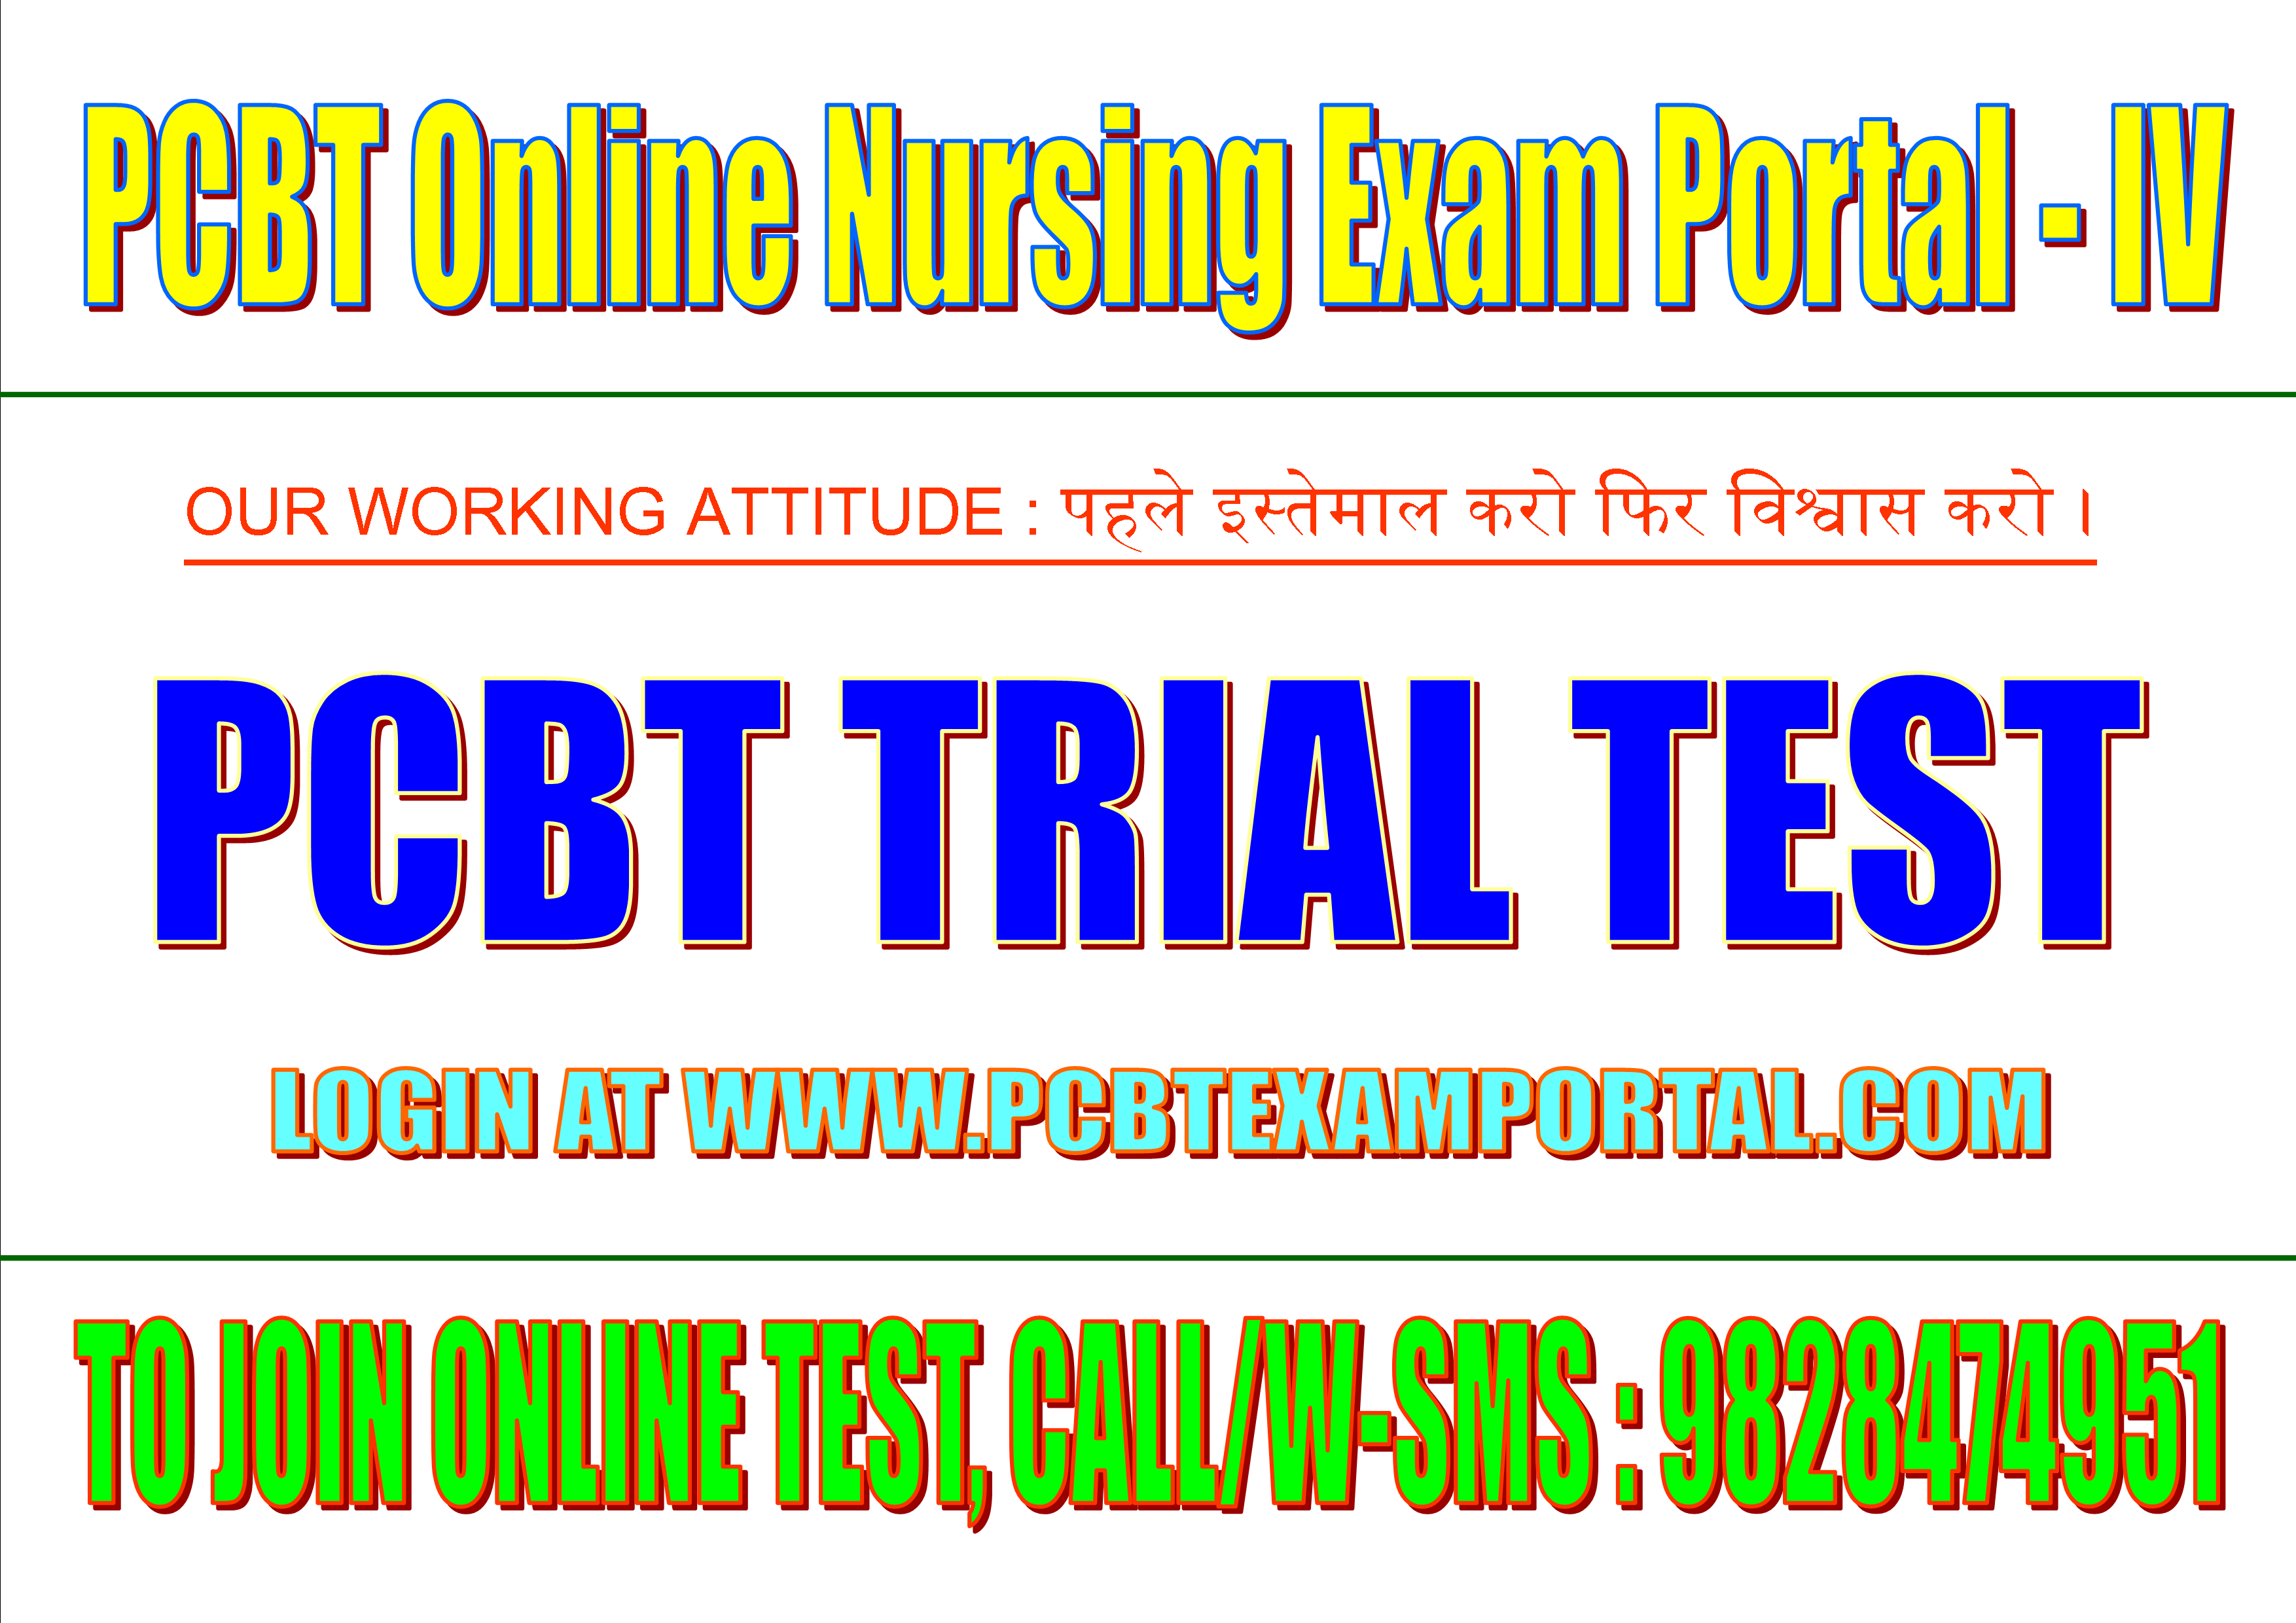 PCBT Online Nursing Exam Portal - IV
OUR WORKING ATTITUDE : पहले इस्तेमाल करो फिर विश्वास करो ।
PCBT TRIAL TEST
LOGIN AT WWW.PCBTEXAMPORTAL.COM
TO JOIN ONLINE TEST, CALL/W-SMS : 9828474951